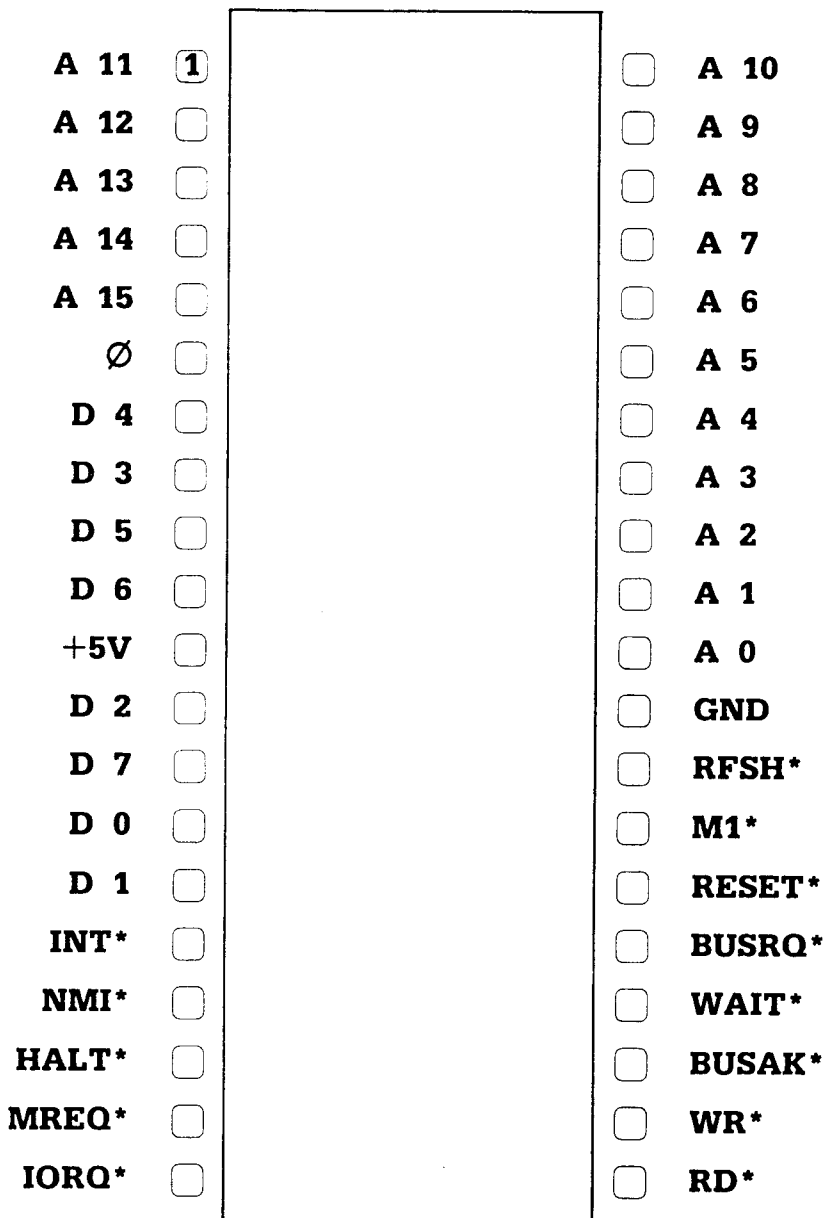 A 11 1 A 10
A 12 A 9
A 13 A 8
A 14 A 7
A 15 A 6
Ø A 5
D 4 A 4
D 3 A 3
D 5 A 2
D 6 A 1
+5V A 0
D 2 GND
D 7 RFSH*
D 0 M1*
D 1 RESET*
INT* BUSRQ*
NMI* WAIT*
HALT* BUSAK*
MREQ* WR*
IORQ* RD*